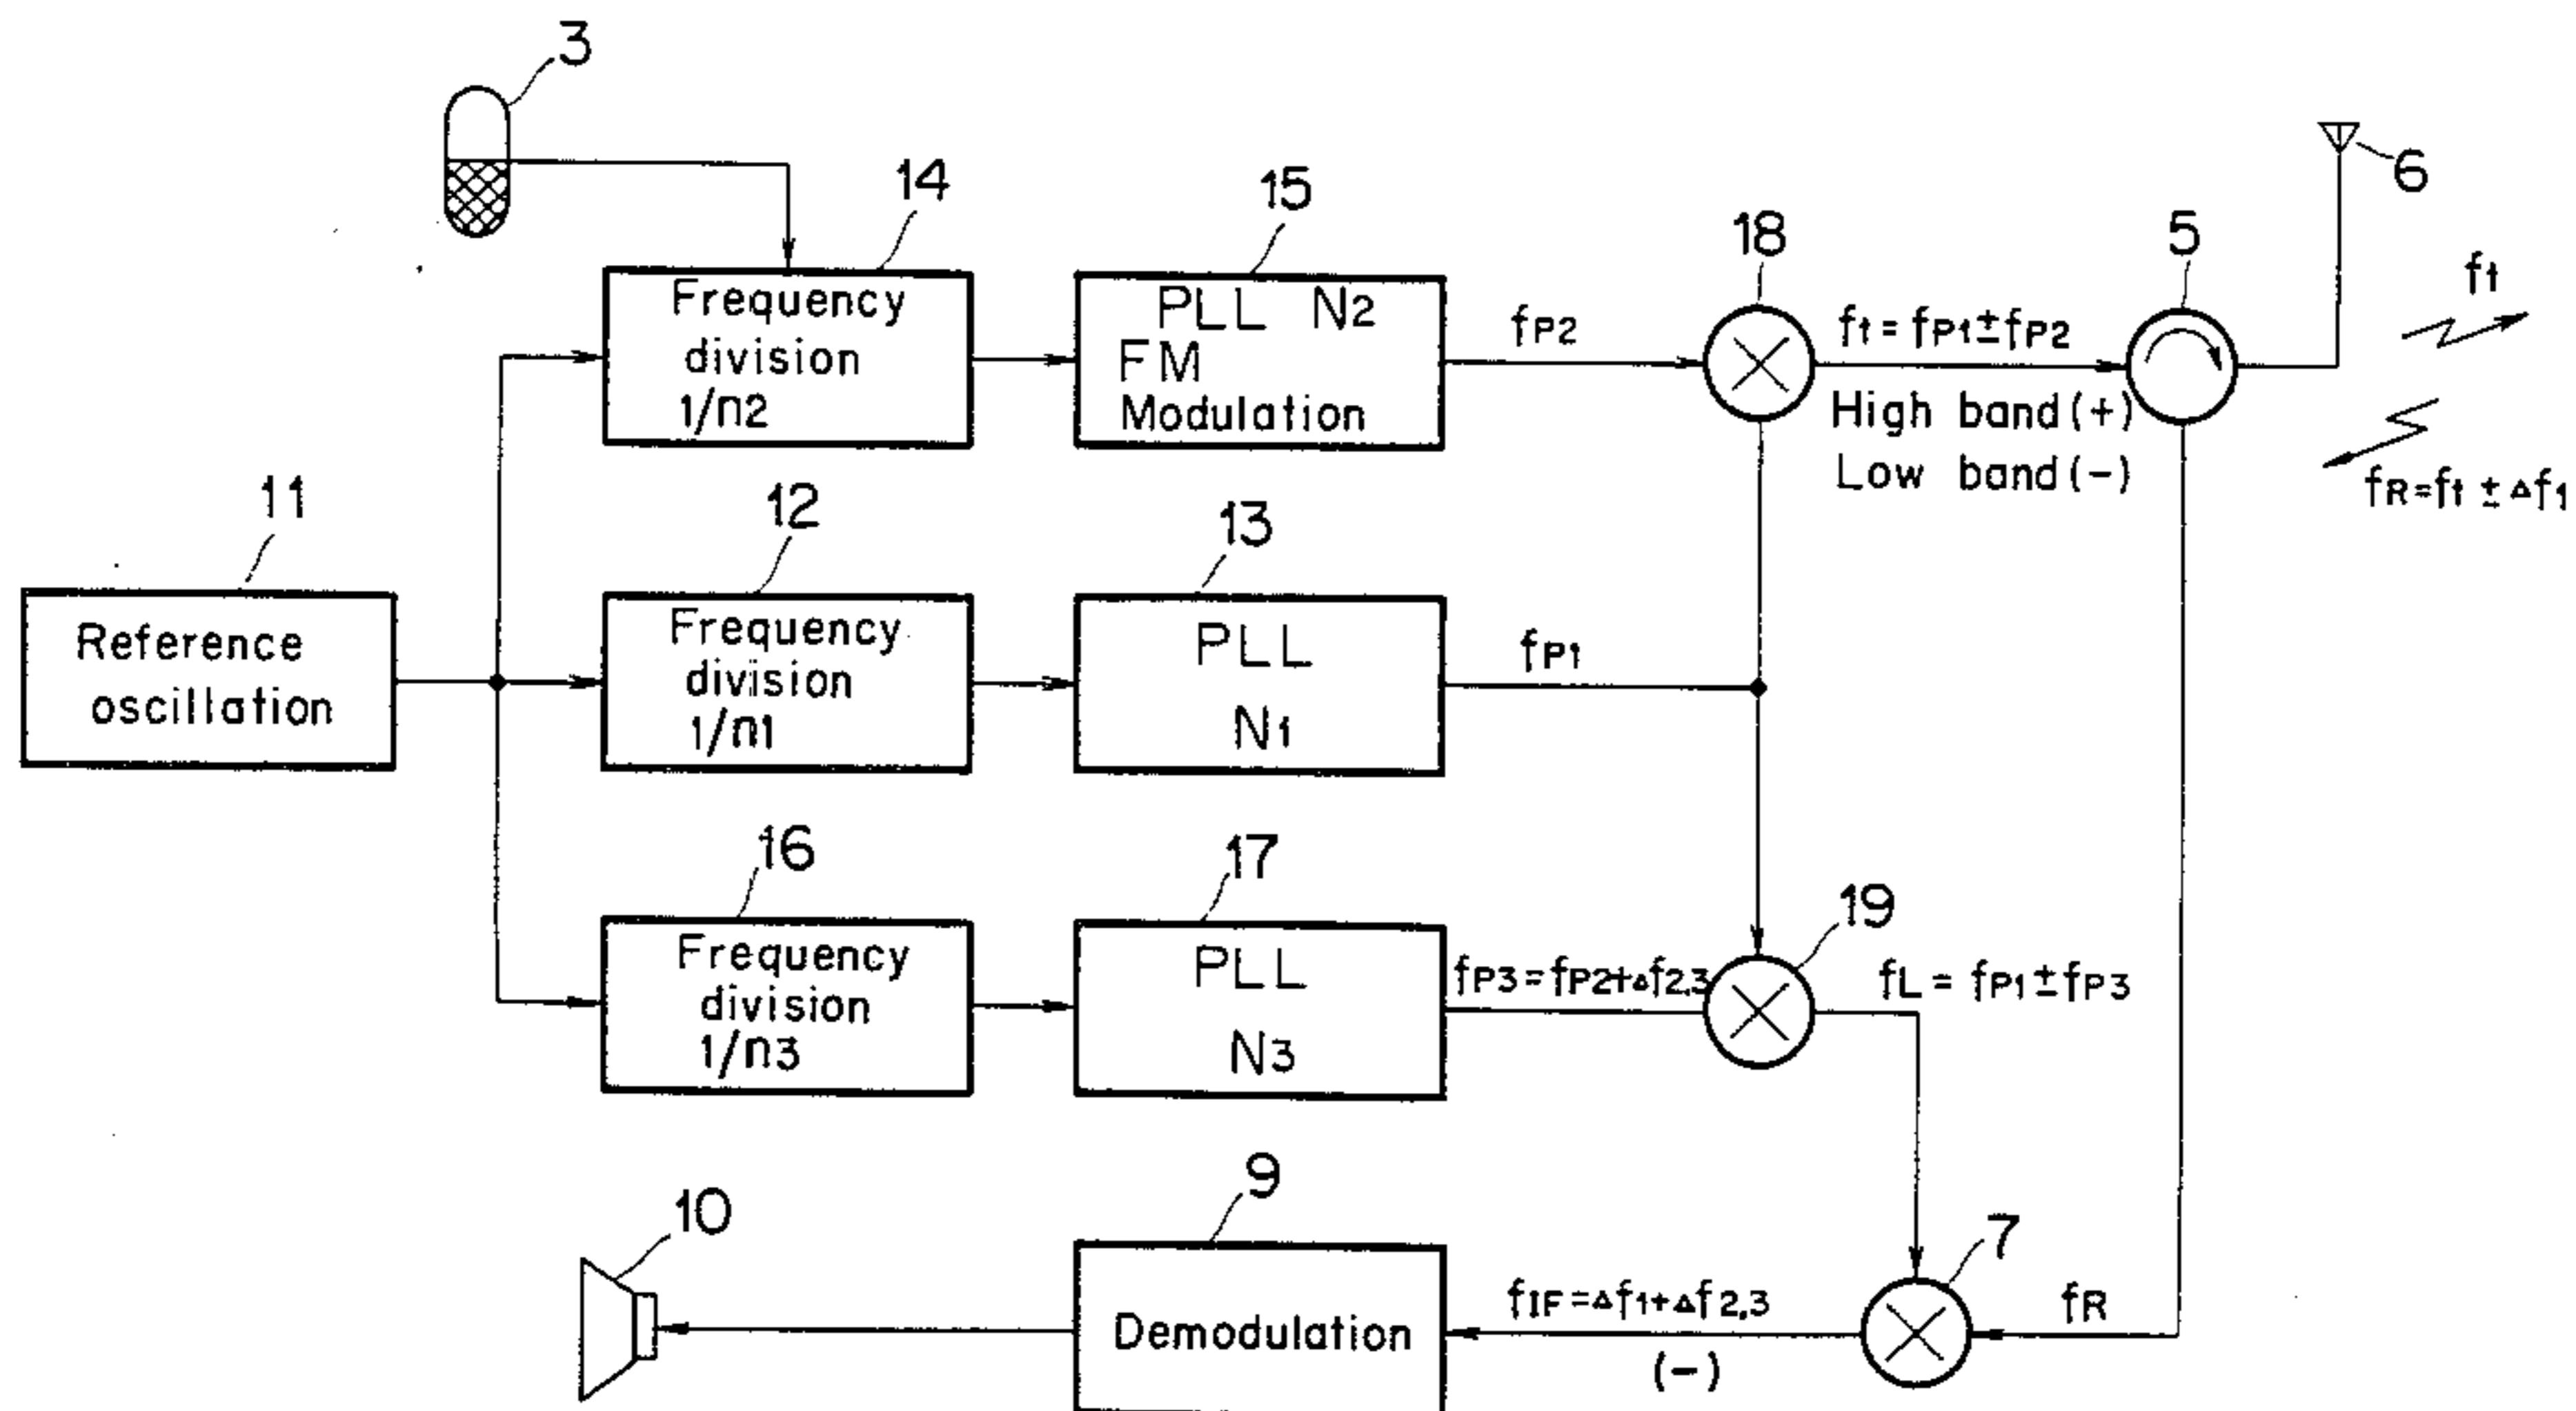 3
14
15
18
5
6
Frequency
division
1/n2
PLL N2
FM
Modulation
fP2
ft = fP1 ± fP2
High band (+)
Low band (-)
ft
fR = ft ± Δf1
11
12
13
Reference
oscillation
Frequency
division
1/n1
PLL
N1
fP1
16
17
19
Frequency
division
1/n3
PLL
N3
fP3 = fP2 + Δf2,3
fL = fP1 ± fP3
10
9
7
Demodulation
fIF = Δf1 + Δf2,3
(-)
fR